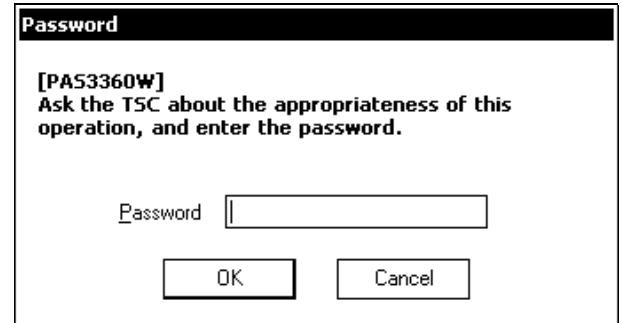 Password
[PAS3360W]
Ask the TSC about the appropriateness of this
operation, and enter the password.
Password
OK
Cancel